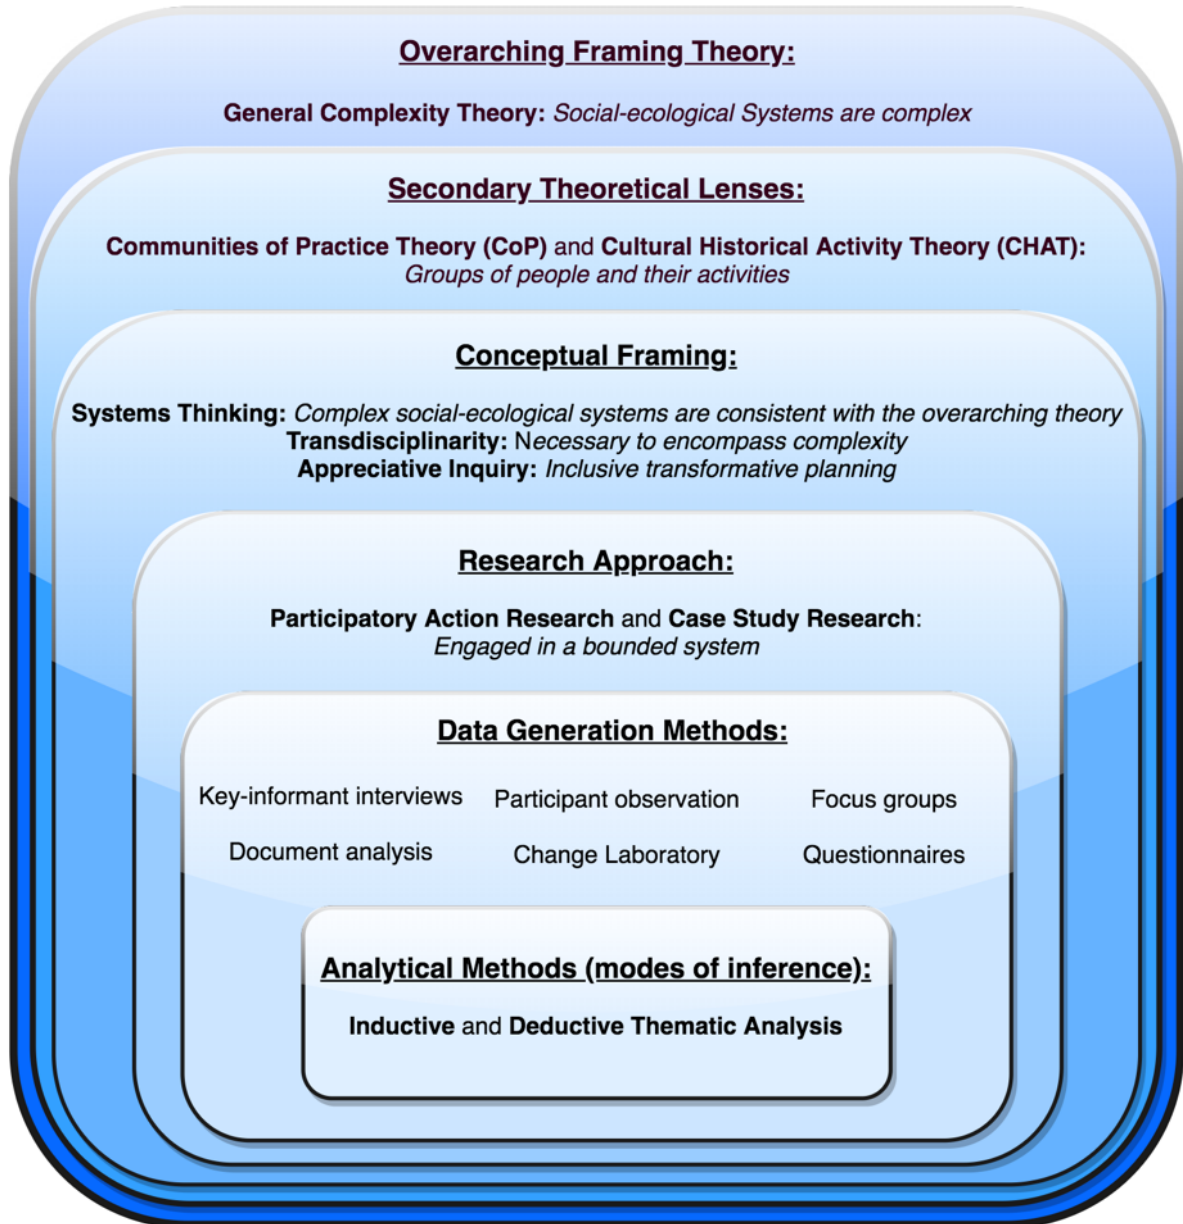 Overarching Framing Theory:
General Complexity Theory: Social-ecological Systems are complex
Secondary Theoretical Lenses:
Communities of Practice Theory (CoP) and Cultural Historical Activity Theory (CHAT):
Groups of people and their activities
Conceptual Framing:
Systems Thinking: Complex social-ecological systems are consistent with the overarching theory
Transdisciplinarity: Necessary to encompass complexity
Appreciative Inquiry: Inclusive transformative planning
Research Approach:
Participatory Action Research and Case Study Research:
Engaged in a bounded system
Data Generation Methods:
Key-informant interviews Participant observation Focus groups
Document analysis Change Laboratory Questionnaires
Analytical Methods (modes of inference):
Inductive and Deductive Thematic Analysis